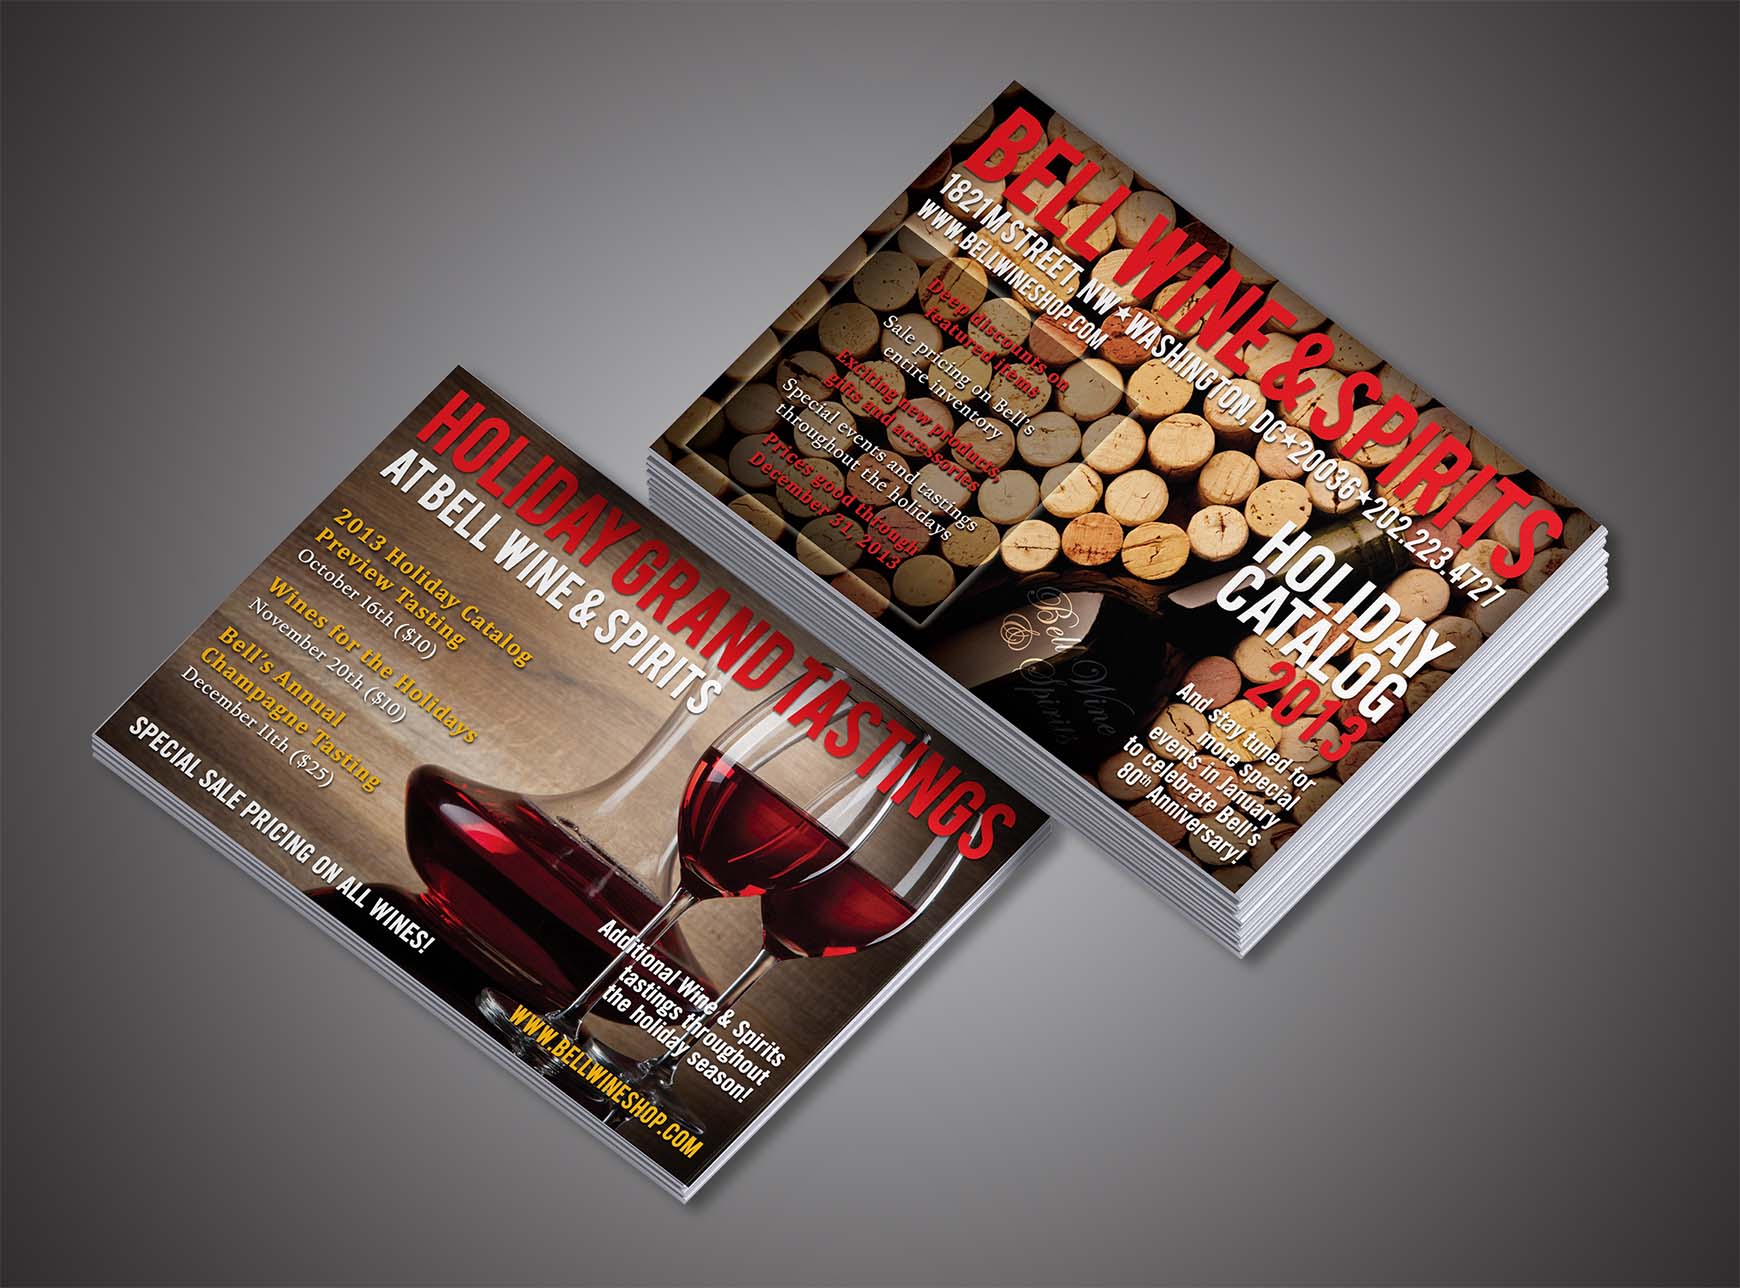 HOLIDAY GRAND TASTINGS
AT BELL WINE & SPIRITS
2013 Holiday Catalog
Preview Tasting
October 16th ($10)
Wines for the Holidays
November 20th ($10)
Bell's Annual
Champagne Tasting
December 11th ($25)
SPECIAL SALE PRICING ON ALL WINES!
Additional Wine & Spirits
tastings throughout
the holiday season!
WWW.BELLWINESHOP.COM
BELL WINE & SPIRITS
1821 M STREET, NW★WASHINGTON, DC★20036★202.223.4727
WWW.BELLWINESHOP.COM
Deep discounts on
featured items
Sale pricing on Bell's
entire inventory
Exciting new products,
gifts and accessories
Special events and tastings
throughout the holidays
Prices good through
December 31, 2013
Bell Wine
& Spirits
HOLIDAY
CATALOG
2013
And stay tuned for
more special
events in January
to celebrate Bell's
80th Anniversary!